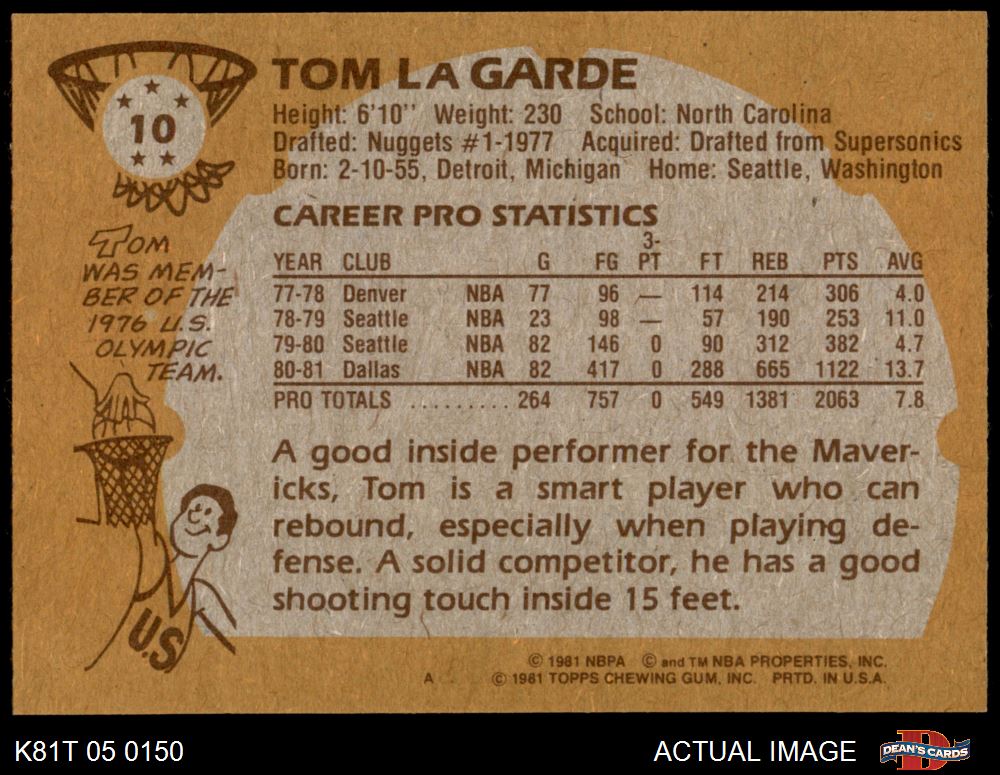 10
TOM LA GARDE
Height: 6'10'' Weight: 230 School: North Carolina
Drafted: Nuggets #1-1977 Acquired: Drafted from Supersonics
Born: 2-10-55, Detroit, Michigan Home: Seattle, Washington
CAREER PRO STATISTICS
YEAR CLUB G FG 3-PT FT REB PTS AVG
77-78 Denver NBA 77 96 — 114 214 306 4.0
78-79 Seattle NBA 23 98 — 57 190 253 11.0
79-80 Seattle NBA 82 146 0 90 312 382 4.7
80-81 Dallas NBA 82 417 0 288 665 1122 13.7
PRO TOTALS .......... 264 757 0 549 1381 2063 7.8
TOM
WAS MEM-
BER OF THE
1976 U.S.
OLYMPIC
TEAM.
U.S.
A good inside performer for the Maver-
icks, Tom is a smart player who can
rebound, especially when playing de-
fense. A solid competitor, he has a good
shooting touch inside 15 feet.
© 1981 NBPA © and TM NBA PROPERTIES, INC.
A © 1981 TOPPS CHEWING GUM, INC. PRTD. IN U.S.A.
K81T 05 0150
ACTUAL IMAGE
D
DEAN'S CARDS